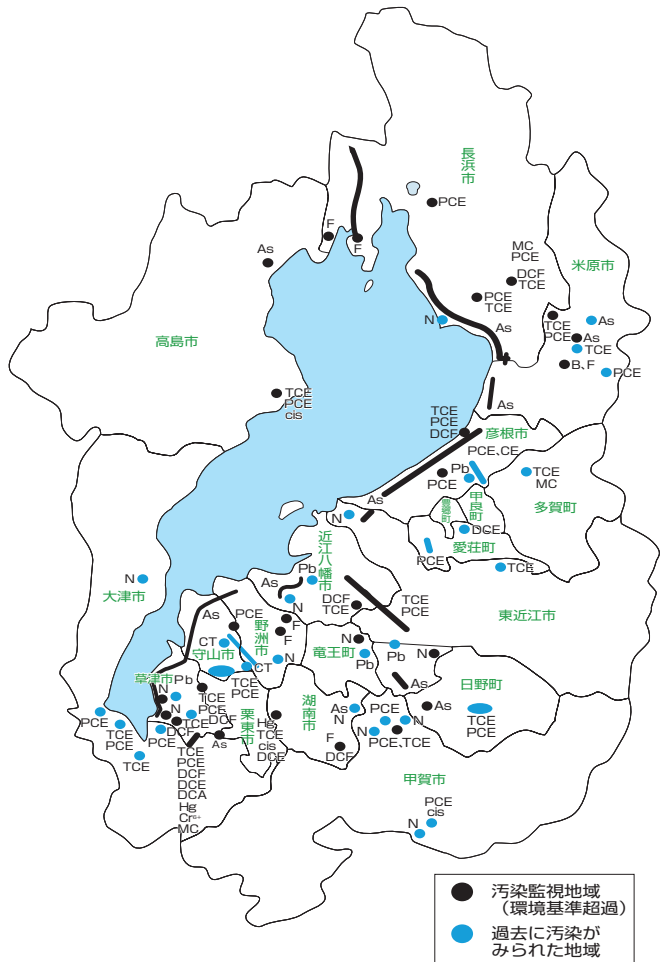 長浜市
PCE
F
F
As
MC
PCE
DCF
TCE
米原市
PCE
TCE
N
As
TCE
PCE
As
As
TCE
B、F
PCE
高島市
TCE
PCE
cis
As
TCE
PCE
DCF
彦根市
PCE、CE
Pb
PCE
TCE
MC
多賀町
甲良町
豊郷町
As
N
DCE
愛荘町
PCE
TCE
近江八幡市
Pb
As
N
大津市
N
DCF
TCE
TCE
PCE
東近江市
As
PCE
野洲市
F
F
CT
守山市
CT
N
竜王町
N
Pb
Pb
N
日野町
草津市
N
Pb
N
TCE
PCE
TCE
PCE
DCF
栗東市
湖南市
As
As
N
PCE
N
N
PCE、TCE
TCE
PCE
PCE
TCE
PCE
TCE
PCE
DCF
TCE
As
Hg
TCE
cis
DCE
F
DCF
TCE
PCE
DCF
DCE
DCA
Hg
Cr⁶⁺
MC
甲賀市
PCE
cis
N
汚染監視地域
（環境基準超過）
過去に汚染が
みられた地域